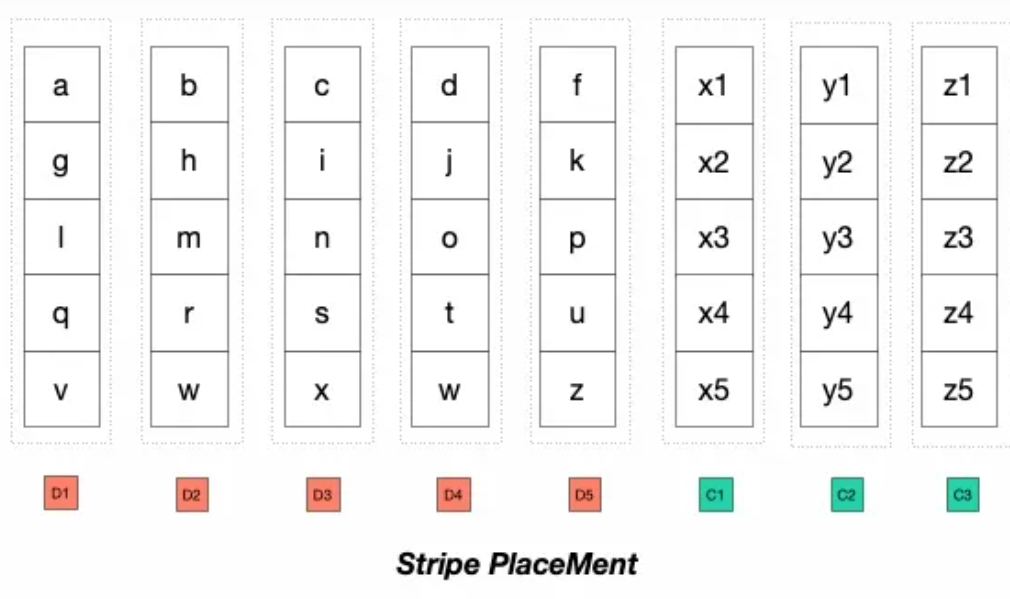 a b c d f x1 y1 z1
g h i j k x2 y2 z2
l m n o p x3 y3 z3
q r s t u x4 y4 z4
v w x w z x5 y5 z5
D1 D2 D3 D4 D5 C1 C2 C3
Stripe PlaceMent